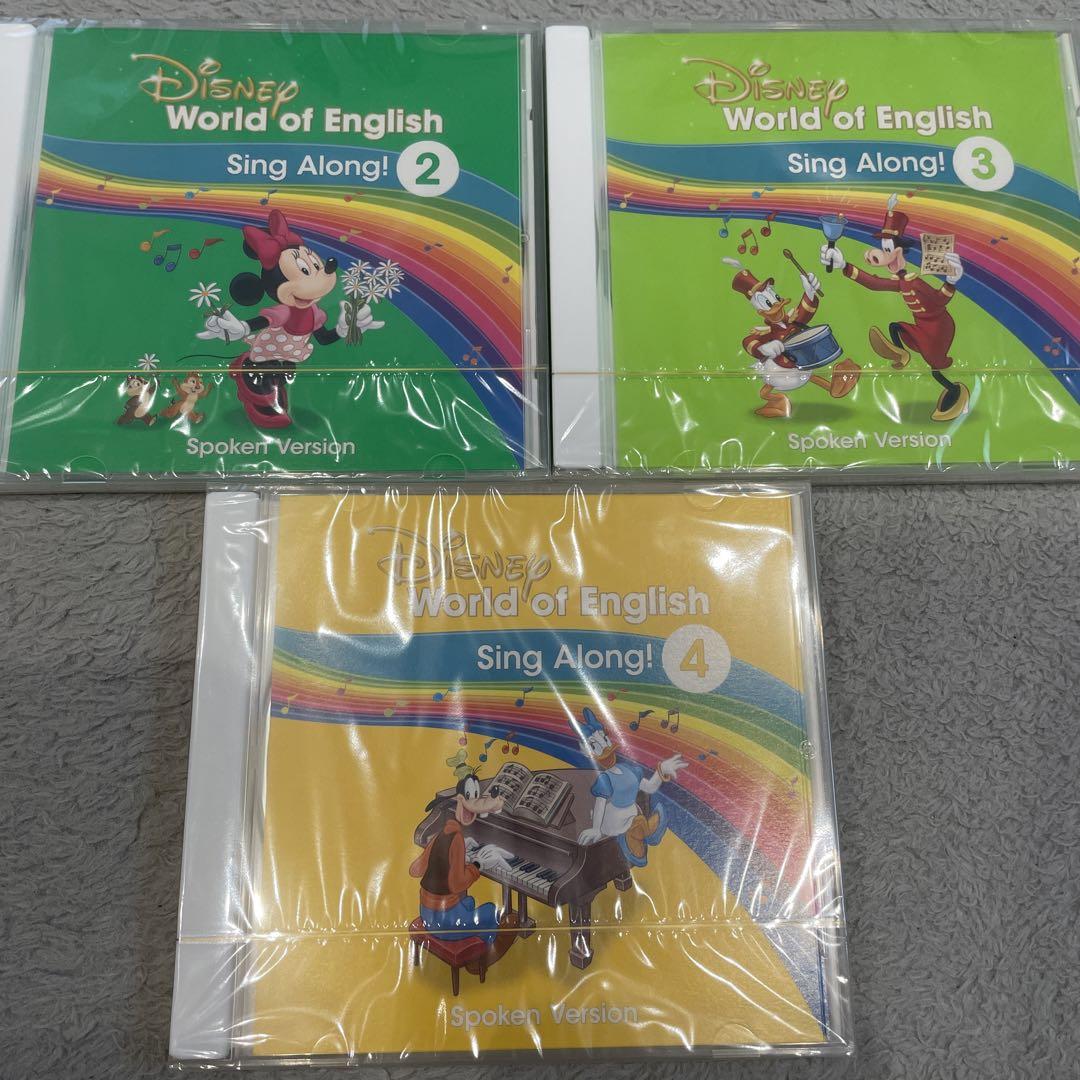 Disney
World of English
Sing Along! 2
Spoken Version
Disney
World of English
Sing Along! 3
Spoken Version
Disney
World of English
Sing Along! 4
Spoken Version